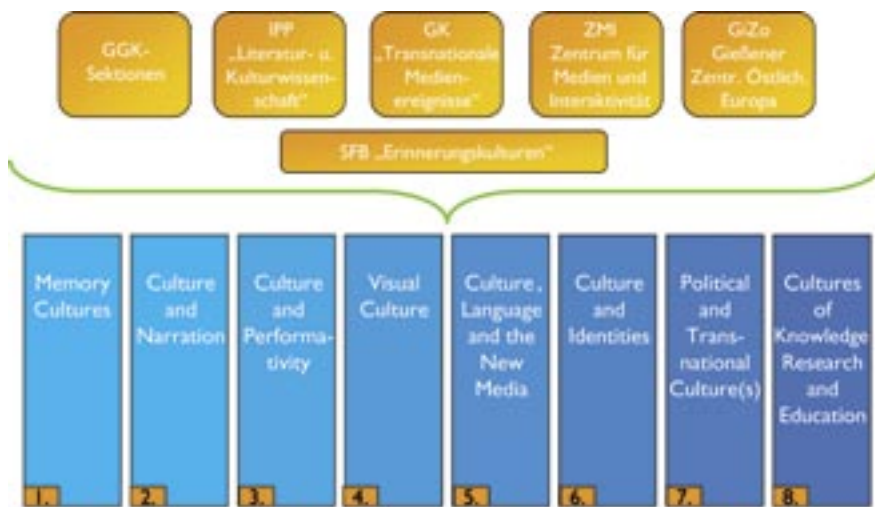 GGK-
Sektionen
IPP
„Literatur- u.
Kulturwissen-
schaft“
GK
„Transnationale
Medien-
ereignisse“
ZMI
Zentrum für
Medien und
Interaktivität
GiZo
Gießener
Zentr. Östlich.
Europa
SFB „Erinnerungskulturen“
Memory
Cultures
1.
Culture
and
Narration
2.
Culture
and
Performa-
tivity
3.
Visual
Culture
4.
Culture,
Language
and the
New
Media
5.
Culture
and
Identities
6.
Political
and
Trans-
national
Culture(s)
7.
Cultures
of
Knowledge
Research
and
Education
8.